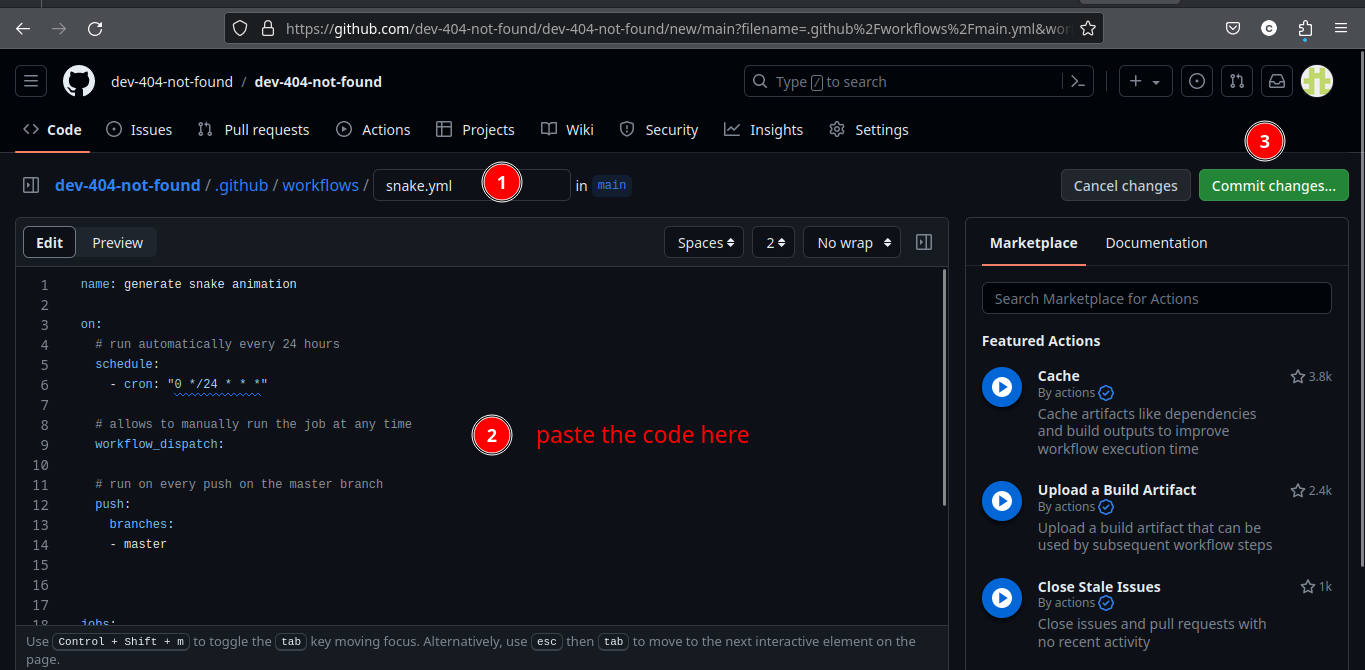 https://github.com/dev-404-not-found/dev-404-not-found/new/main?filename=.github%2Fworkflows%2Fmain.yml&wor
C
dev-404-not-found / dev-404-not-found
Type / to search
Code Issues Pull requests Actions Projects Wiki Security Insights Settings
3
dev-404-not-found / .github / workflows / snake.yml 1 in main
Cancel changes Commit changes...
Edit Preview Spaces 2 No wrap
1 name: generate snake animation
2
3 on:
4 # run automatically every 24 hours
5 schedule:
6 - cron: "0 */24 * * *"
7
8 # allows to manually run the job at any time
9 workflow_dispatch:
10
11 # run on every push on the master branch
12 push:
13 branches:
14 - master
15
16
17
18 jobs:
2 paste the code here
Use Control + Shift + m to toggle the tab key moving focus. Alternatively, use esc then tab to move to the next interactive element on the
page.
Marketplace Documentation
Search Marketplace for Actions
Featured Actions
Cache 3.8k
By actions
Cache artifacts like dependencies
and build outputs to improve
workflow execution time
Upload a Build Artifact 2.4k
By actions
Upload a build artifact that can be
used by subsequent workflow steps
Close Stale Issues 1k
By actions
Close issues and pull requests with
no recent activity